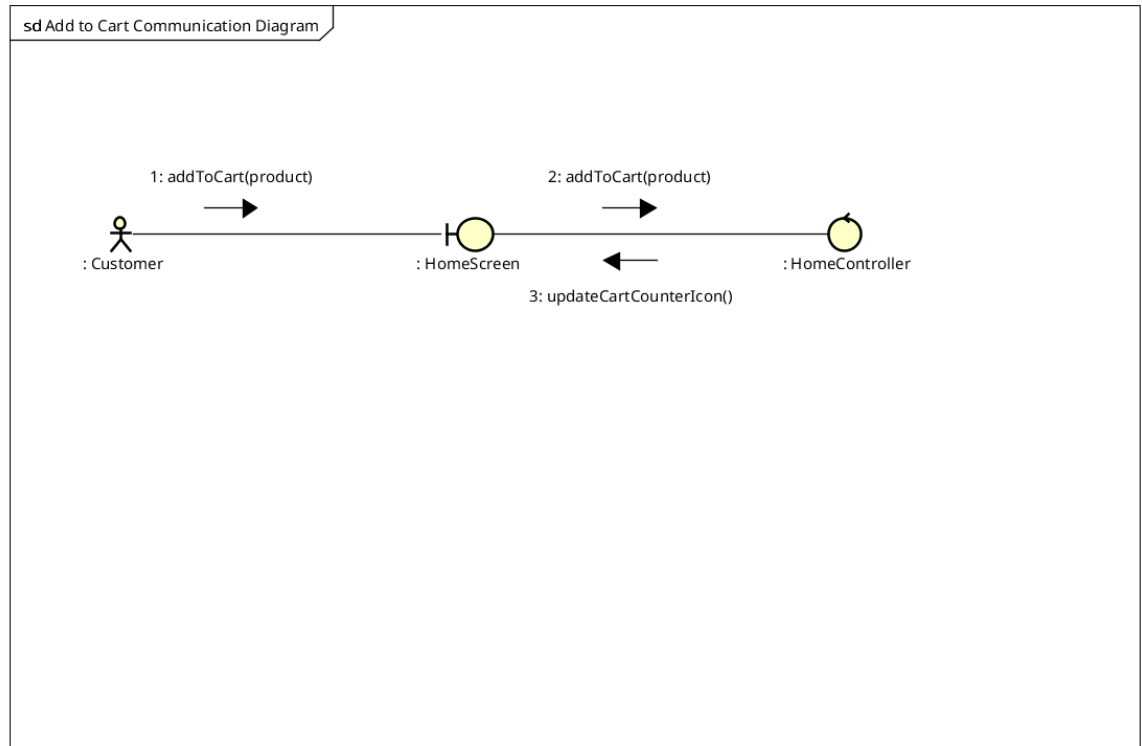 sd Add to Cart Communication Diagram
1: addToCart(product)
2: addToCart(product)
: Customer
: HomeScreen
: HomeController
3: updateCartCounterIcon()